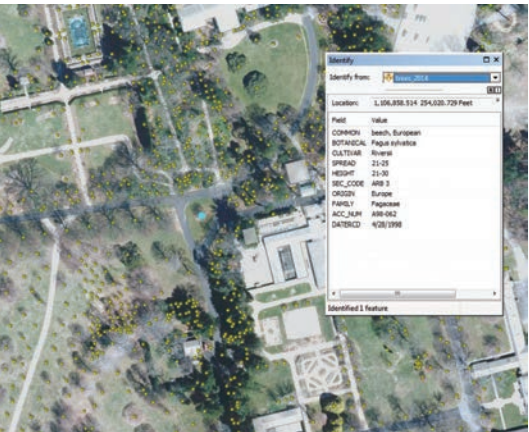 Identify
Identify from: trees_2016
Location: 1,106,858.514 254,020.729 Feet
Field Value
COMMON beech, European
BOTANICAL Fagus sylvatica
CULTIVAR Riversii
SPREAD 21-25
HEIGHT 21-30
SEC_CODE ARB 3
ORIGIN Europe
FAMILY Fagaceae
ACC_NUM A98-062
DATERCD 4/28/1998
Identified 1 feature